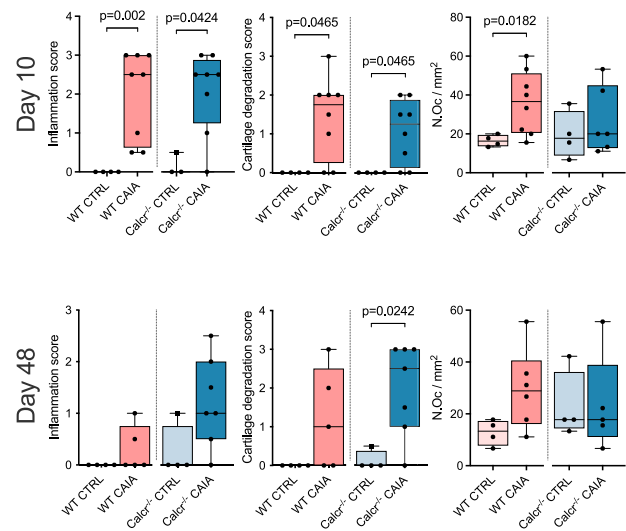 Day 10
Inflammation score
4
3
2
1
0
p=0.002
p=0.0424
WT CTRL
WT CAIA
Calcr-/- CTRL
Calcr-/- CAIA
Cartilage degradation score
4
3
2
1
0
p=0.0465
p=0.0465
WT CTRL
WT CAIA
Calcr-/- CTRL
Calcr-/- CAIA
N.Oc / mm²
80
60
40
20
0
p=0.0182
WT CTRL
WT CAIA
Calcr-/- CTRL
Calcr-/- CAIA
Day 48
Inflammation score
3
2
1
0
WT CTRL
WT CAIA
Calcr-/- CTRL
Calcr-/- CAIA
Cartilage degradation score
4
3
2
1
0
p=0.0242
WT CTRL
WT CAIA
Calcr-/- CTRL
Calcr-/- CAIA
N.Oc / mm²
60
40
20
0
WT CTRL
WT CAIA
Calcr-/- CTRL
Calcr-/- CAIA